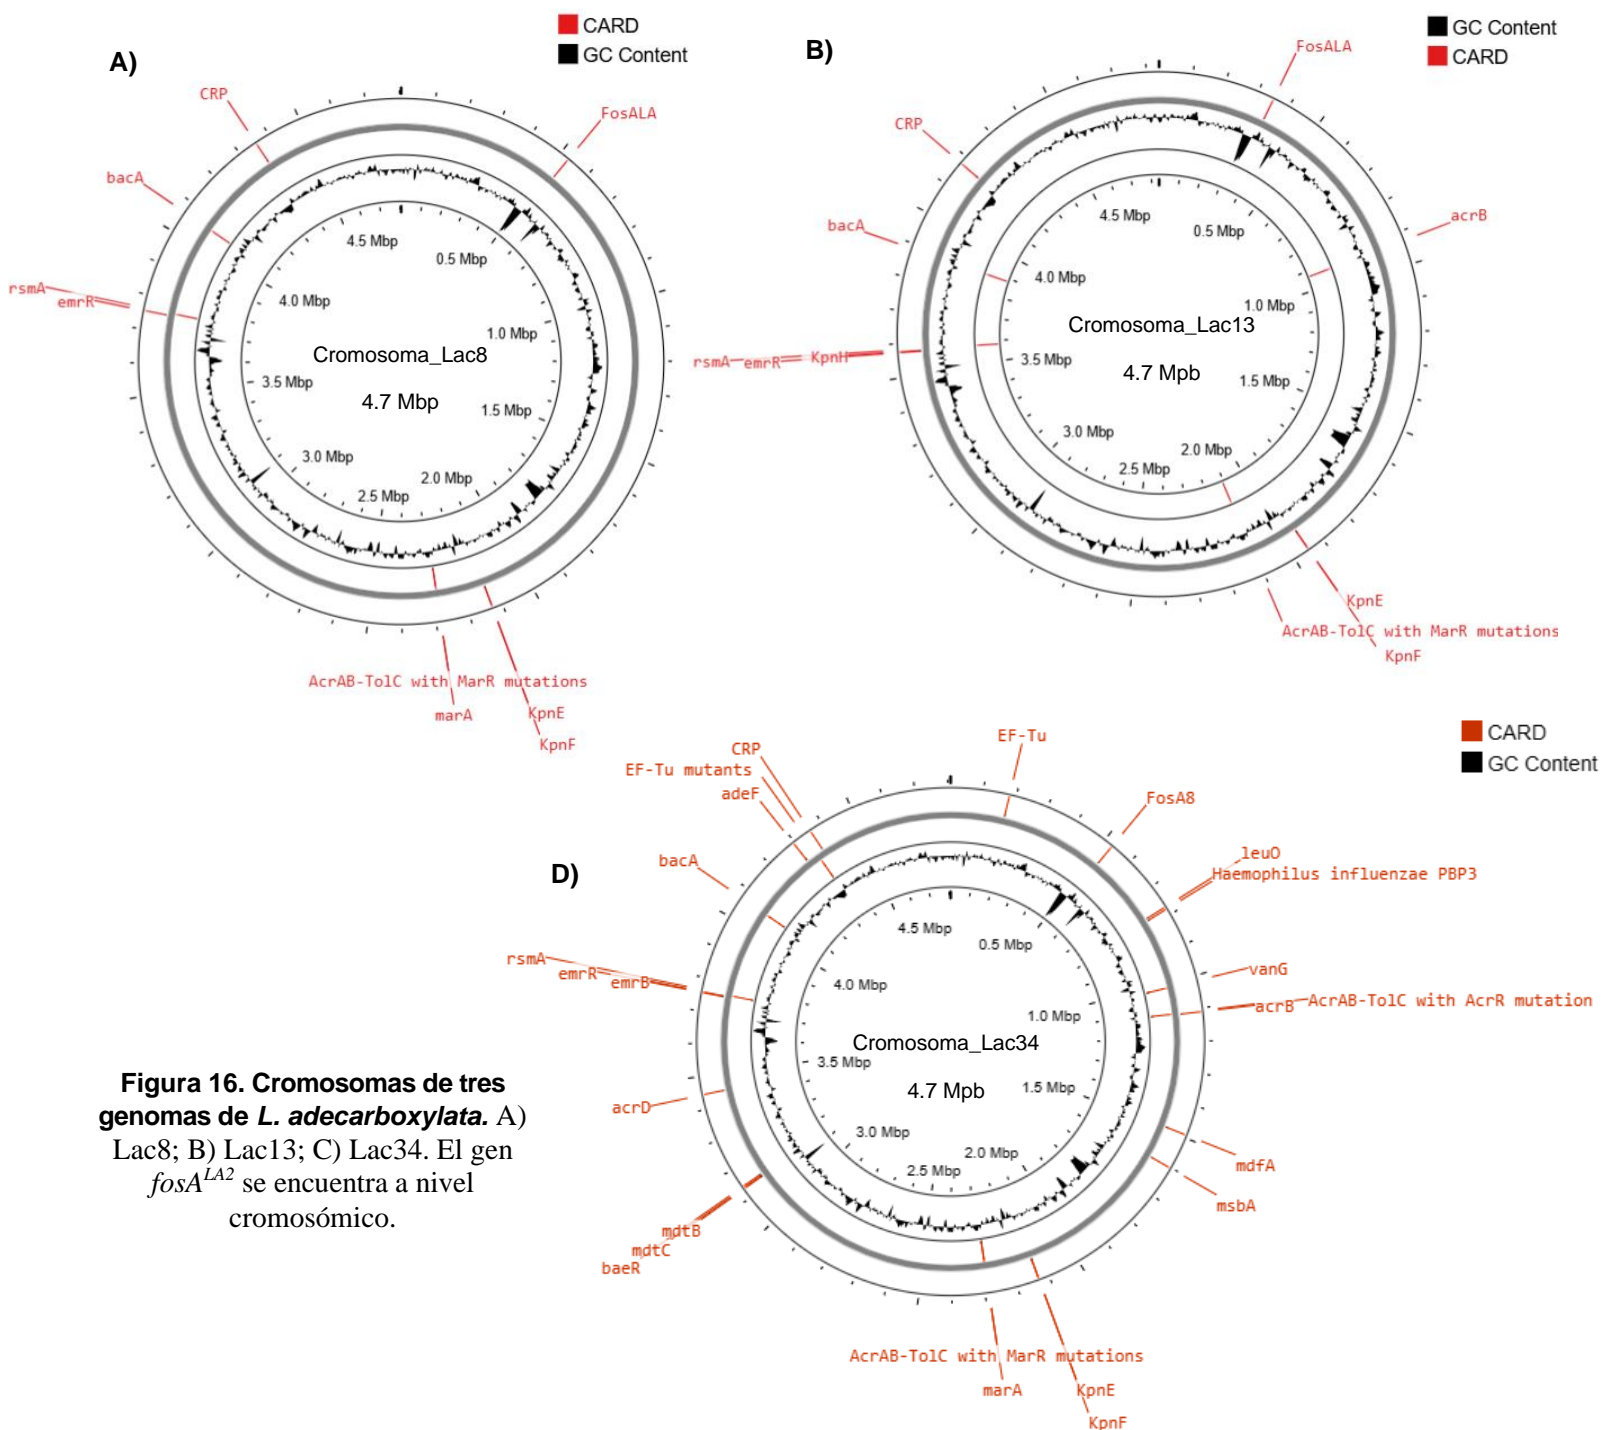 A)
CARD
GC Content
CRP
FosALA
bacA
rsmA
emrR
4.5 Mbp
0.5 Mbp
4.0 Mbp
1.0 Mbp
Cromosoma_Lac8
3.5 Mbp
4.7 Mbp
1.5 Mbp
3.0 Mbp
2.0 Mbp
2.5 Mbp
AcrAB-TolC with MarR mutations
marA
KpnE
KpnF
B)
GC Content
CARD
FosALA
CRP
acrB
bacA
rsmA
emrR
KpnH
4.5 Mbp
0.5 Mbp
4.0 Mbp
1.0 Mbp
Cromosoma_Lac13
3.5 Mbp
4.7 Mpb
1.5 Mbp
3.0 Mbp
2.0 Mbp
2.5 Mbp
KpnE
AcrAB-TolC with MarR mutations
KpnF
D)
CARD
GC Content
EF-Tu
CRP
EF-Tu mutants
adeF
FosA8
bacA
leuO
Haemophilus influenzae PBP3
rsmA
emrR
emrB
vanG
acrB
AcrAB-TolC with AcrR mutation
4.5 Mbp
0.5 Mbp
4.0 Mbp
1.0 Mbp
Cromosoma_Lac34
3.5 Mbp
4.7 Mpb
1.5 Mbp
3.0 Mbp
2.0 Mbp
2.5 Mbp
acrD
mdfA
msbA
mdtB
mdtC
baeR
AcrAB-TolC with MarR mutations
marA
KpnE
KpnF
Figura 16. Cromosomas de tres
genomas de L. adecarboxylata. A)
Lac8; B) Lac13; C) Lac34. El gen
fosA^LA2 se encuentra a nivel
cromosómico.